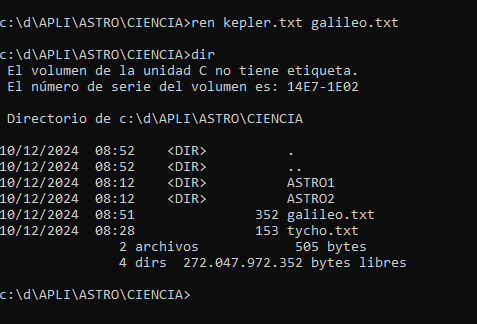 c:\d\APLI\ASTRO\CIENCIA>ren kepler.txt galileo.txt
c:\d\APLI\ASTRO\CIENCIA>dir
El volumen de la unidad C no tiene etiqueta.
El número de serie del volumen es: 14E7-1E02
Directorio de c:\d\APLI\ASTRO\CIENCIA
10/12/2024  08:52    <DIR>          .
10/12/2024  08:52    <DIR>          ..
10/12/2024  08:12    <DIR>          ASTRO1
10/12/2024  08:12    <DIR>          ASTRO2
10/12/2024  08:51               352 galileo.txt
10/12/2024  08:28               153 tycho.txt
2 archivos            505 bytes
4 dirs  272.047.972.352 bytes libres
c:\d\APLI\ASTRO\CIENCIA>